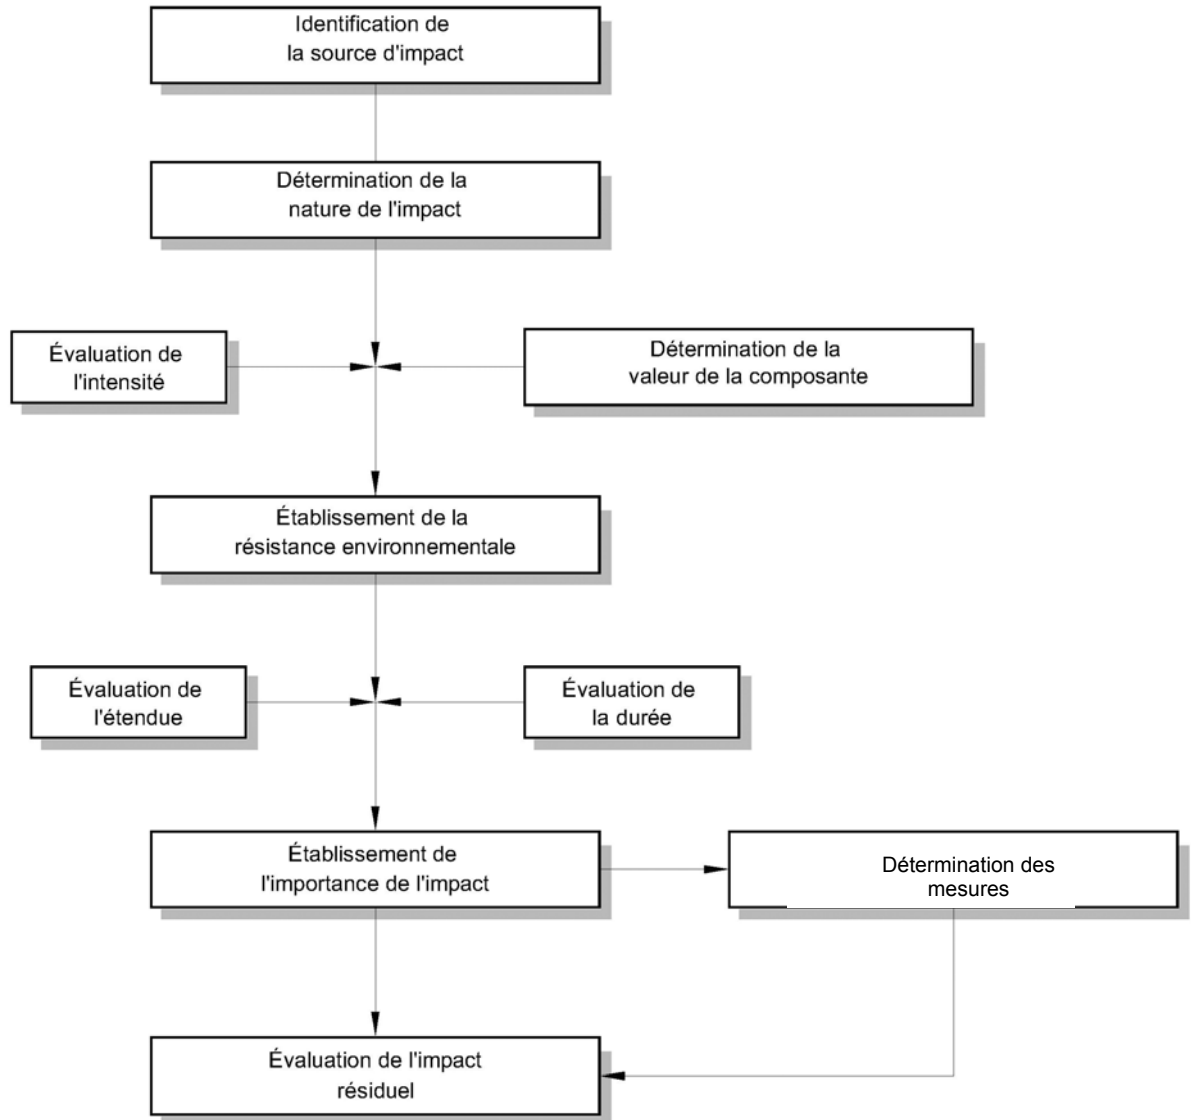 Identification de
la source d'impact
Détermination de la
nature de l'impact
Évaluation de
l'intensité
Détermination de la
valeur de la composante
Établissement de la
résistance environnementale
Évaluation de
l'étendue
Évaluation de
la durée
Établissement de
l'importance de l'impact
Détermination des
mesures
Évaluation de l'impact
résiduel